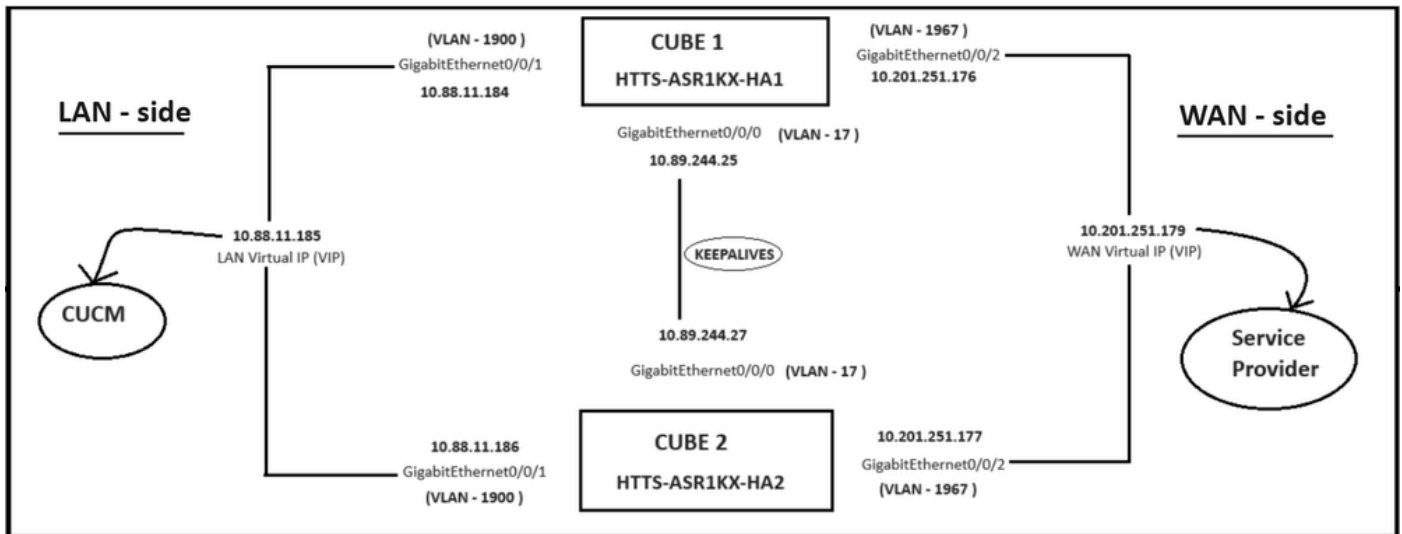 (VLAN - 1900)
GigabitEthernet0/0/1
10.88.11.184
CUBE 1
HTTS-ASR1KX-HA1
(VLAN - 1967)
GigabitEthernet0/0/2
10.201.251.176
LAN - side
WAN - side
GigabitEthernet0/0/0 (VLAN - 17 )
10.89.244.25
10.88.11.185
LAN Virtual IP (VIP)
KEEPALIVES
10.201.251.179
WAN Virtual IP (VIP)
CUCM
Service
Provider
10.89.244.27
GigabitEthernet0/0/0 (VLAN - 17 )
10.88.11.186
GigabitEthernet0/0/1
(VLAN - 1900 )
CUBE 2
HTTS-ASR1KX-HA2
10.201.251.177
GigabitEthernet0/0/2
(VLAN - 1967 )